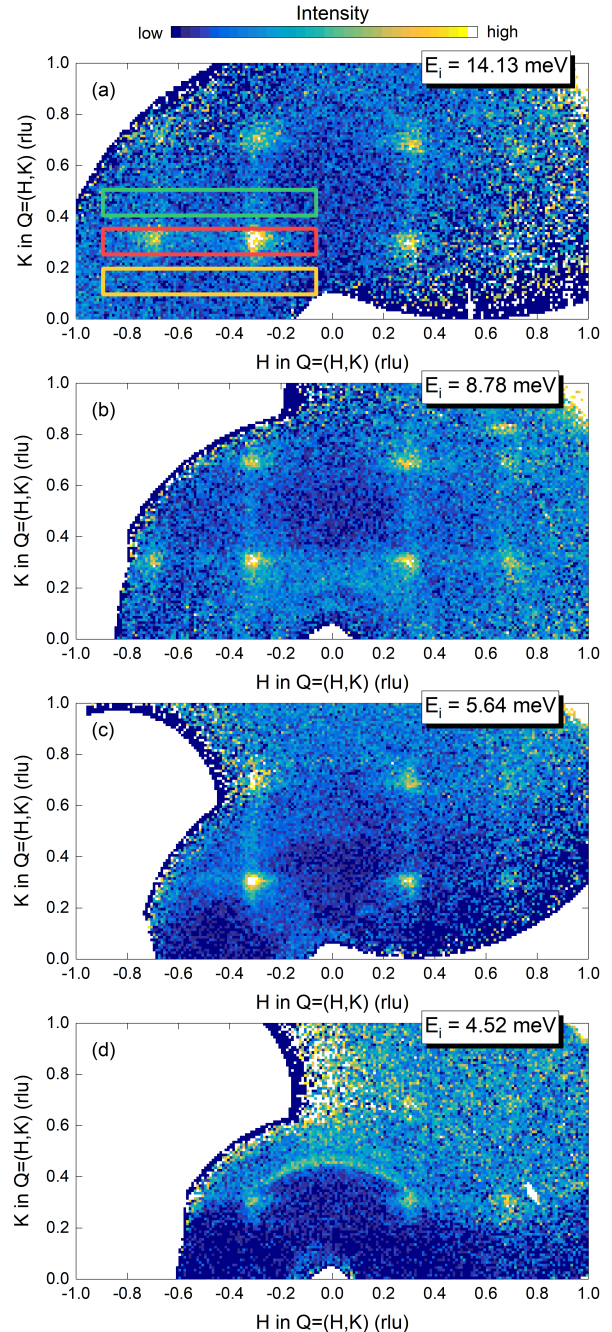 Intensity
low high
E_i = 14.13 meV
(a)
K in Q=(H,K) (rlu)
1.0
0.8
0.6
0.4
0.2
0.0
-1.0 -0.8 -0.6 -0.4 -0.2 0.0 0.2 0.4 0.6 0.8 1.0
H in Q=(H,K) (rlu)
E_i = 8.78 meV
(b)
K in Q=(H,K) (rlu)
1.0
0.8
0.6
0.4
0.2
0.0
-1.0 -0.8 -0.6 -0.4 -0.2 0.0 0.2 0.4 0.6 0.8 1.0
H in Q=(H,K) (rlu)
E_i = 5.64 meV
(c)
K in Q=(H,K) (rlu)
1.0
0.8
0.6
0.4
0.2
0.0
-1.0 -0.8 -0.6 -0.4 -0.2 0.0 0.2 0.4 0.6 0.8 1.0
H in Q=(H,K) (rlu)
E_i = 4.52 meV
(d)
K in Q=(H,K) (rlu)
1.0
0.8
0.6
0.4
0.2
0.0
-1.0 -0.8 -0.6 -0.4 -0.2 0.0 0.2 0.4 0.6 0.8 1.0
H in Q=(H,K) (rlu)